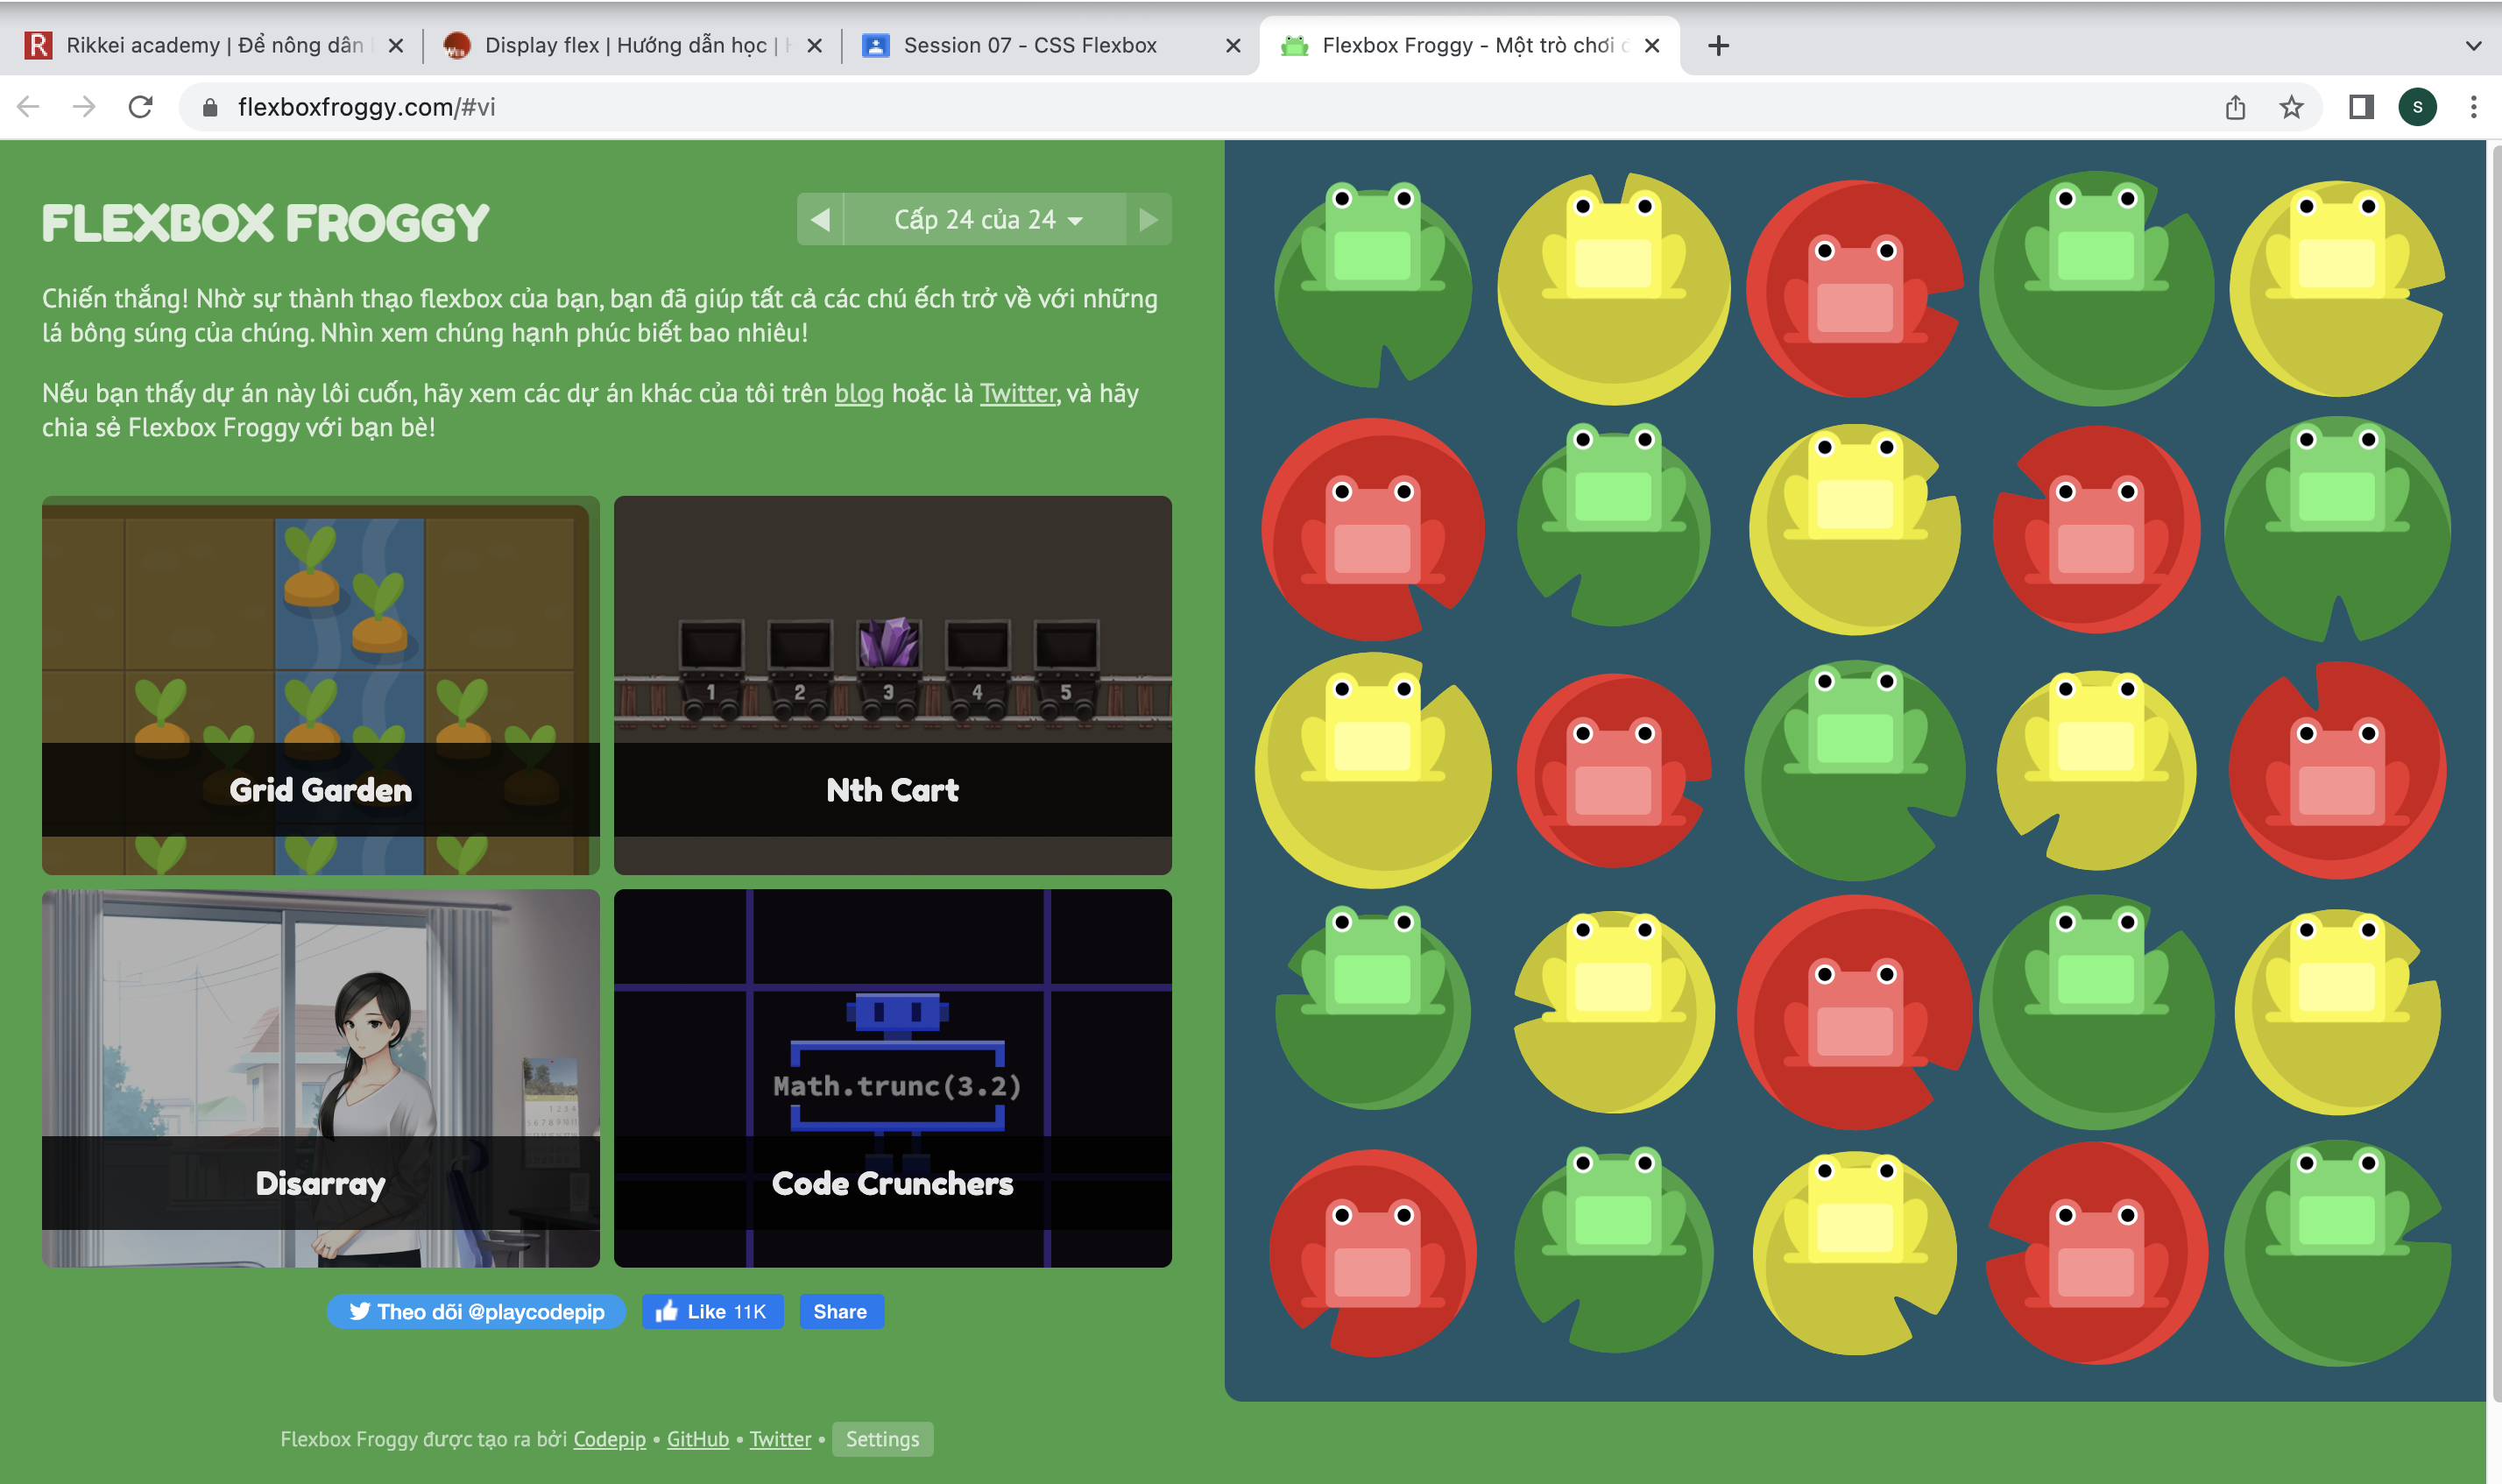 Rikkei academy | Để nông dân
Display flex | Hướng dẫn học |
Session 07 - CSS Flexbox
Flexbox Froggy - Một trò chơi
flexboxfroggy.com/#vi
S
FLEXBOX FROGGY
Cấp 24 của 24
Chiến thắng! Nhờ sự thành thạo flexbox của bạn, bạn đã giúp tất cả các chú ếch trở về với những
lá bông súng của chúng. Nhìn xem chúng hạnh phúc biết bao nhiêu!
Nếu bạn thấy dự án này lôi cuốn, hãy xem các dự án khác của tôi trên blog hoặc là Twitter, và hãy
chia sẻ Flexbox Froggy với bạn bè!
1 2 3 4 5
Grid Garden
Nth Cart
Math.trunc(3.2)
Disarray
Code Crunchers
Theo dõi @playcodepip
Like 11K
Share
Flexbox Froggy được tạo ra bởi Codepip • GitHub • Twitter • Settings